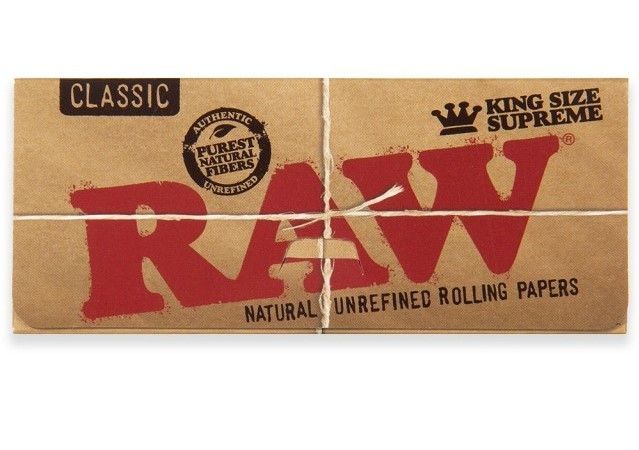 CLASSIC
AUTHENTIC
PUREST
NATURAL
FIBERS
UNREFINED
KING SIZE
SUPREME
RAW®
NATURAL UNREFINED ROLLING PAPERS